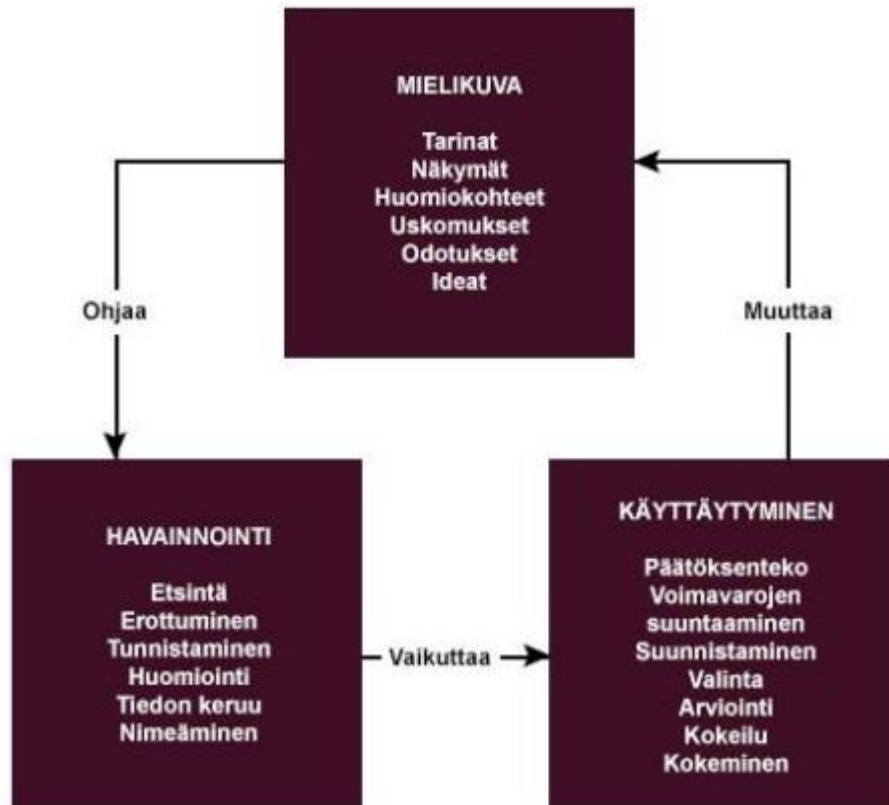 MIELIKUVA
Tarinat
Näkymät
Huomiokohteet
Uskomukset
Odotukset
Ideat
Ohjaa
Muuttaa
HAVAINNOINTI
Etsintä
Erottuminen
Tunnistaminen
Huomiointi
Tiedon keruu
Nimeäminen
Vaikuttaa
KÄYTTÄYTYMINEN
Päätöksenteko
Voimavarojen
suuntaaminen
Suunnistaminen
Valinta
Arviointi
Kokeilu
Kokeminen